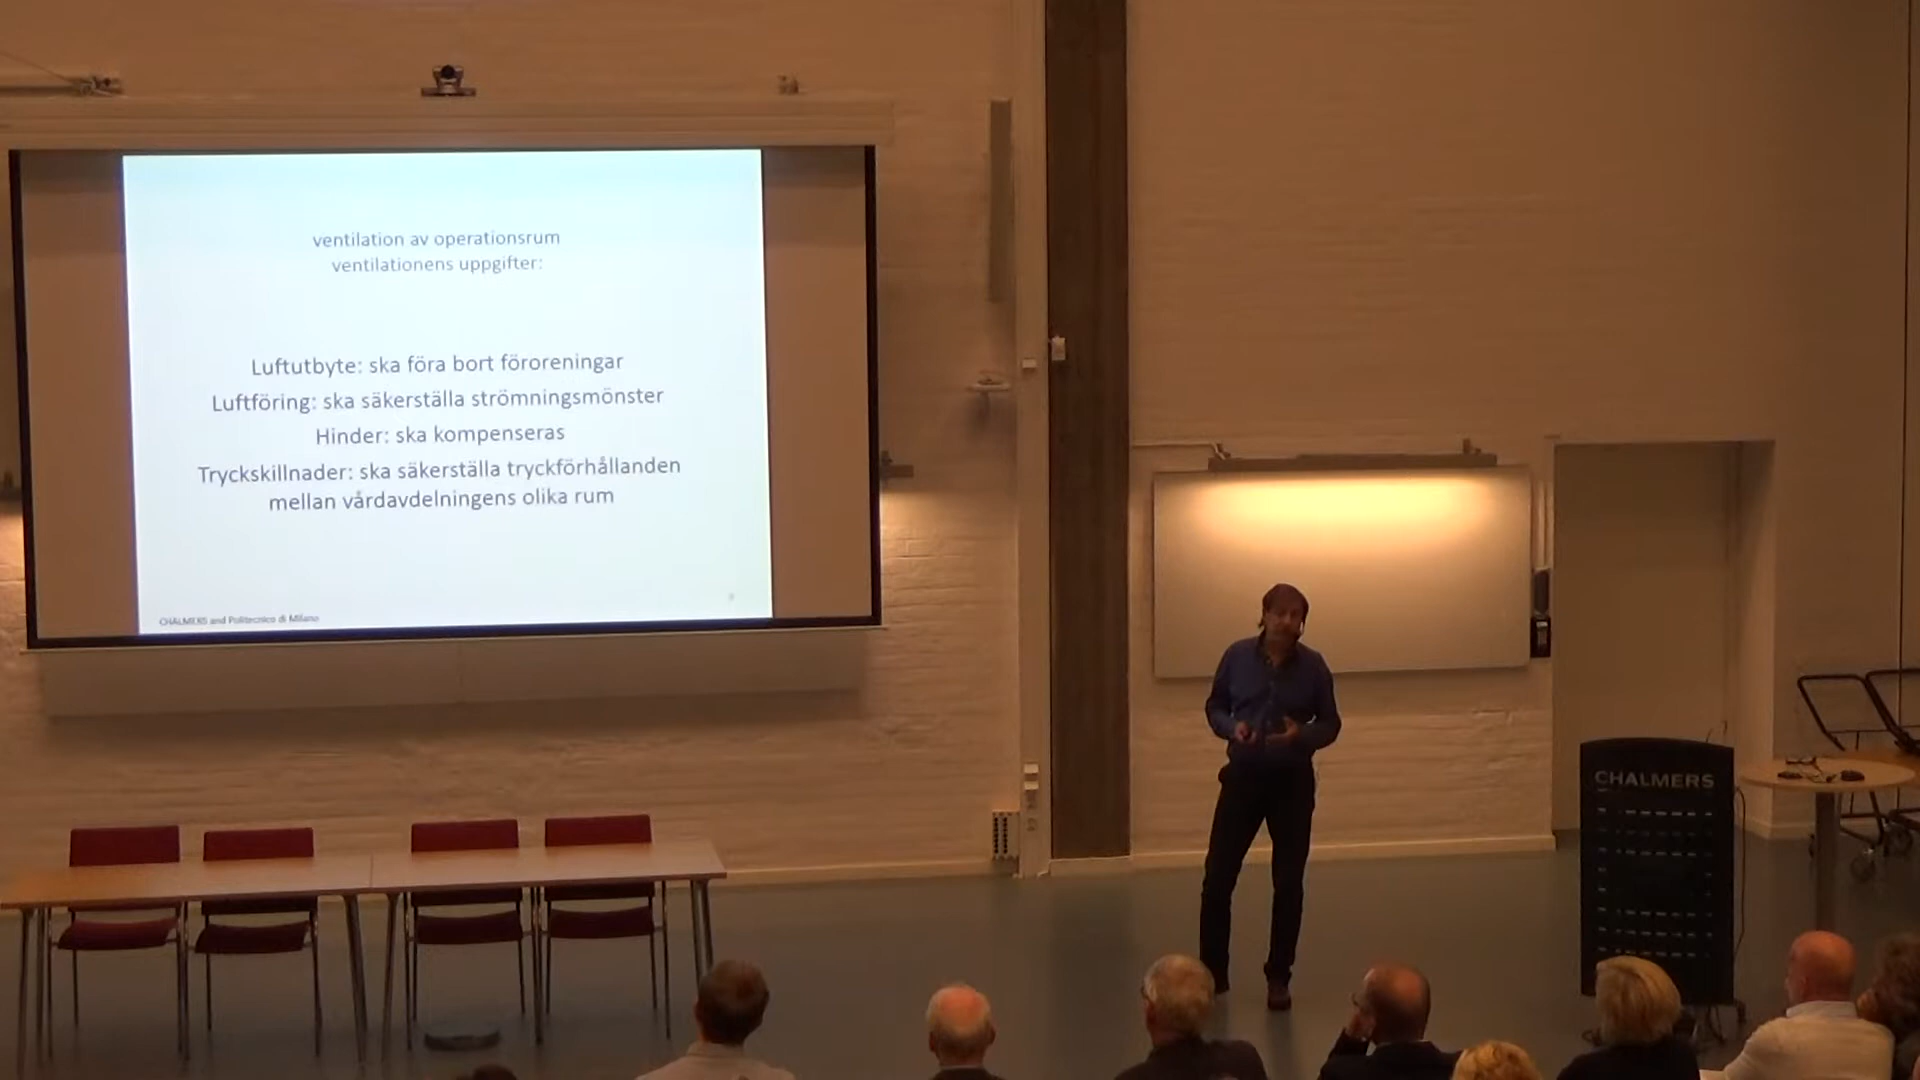 ventilation av operationsrum
ventilationens uppgifter:
Luftutbyte: ska föra bort föroreningar
Luftföring: ska säkerställa strömningsmönster
Hinder: ska kompenseras
Tryckskillnader: ska säkerställa tryckförhållanden
mellan vårdavdelningens olika rum
CHALMERS and Politecnico di Milano
CHALMERS